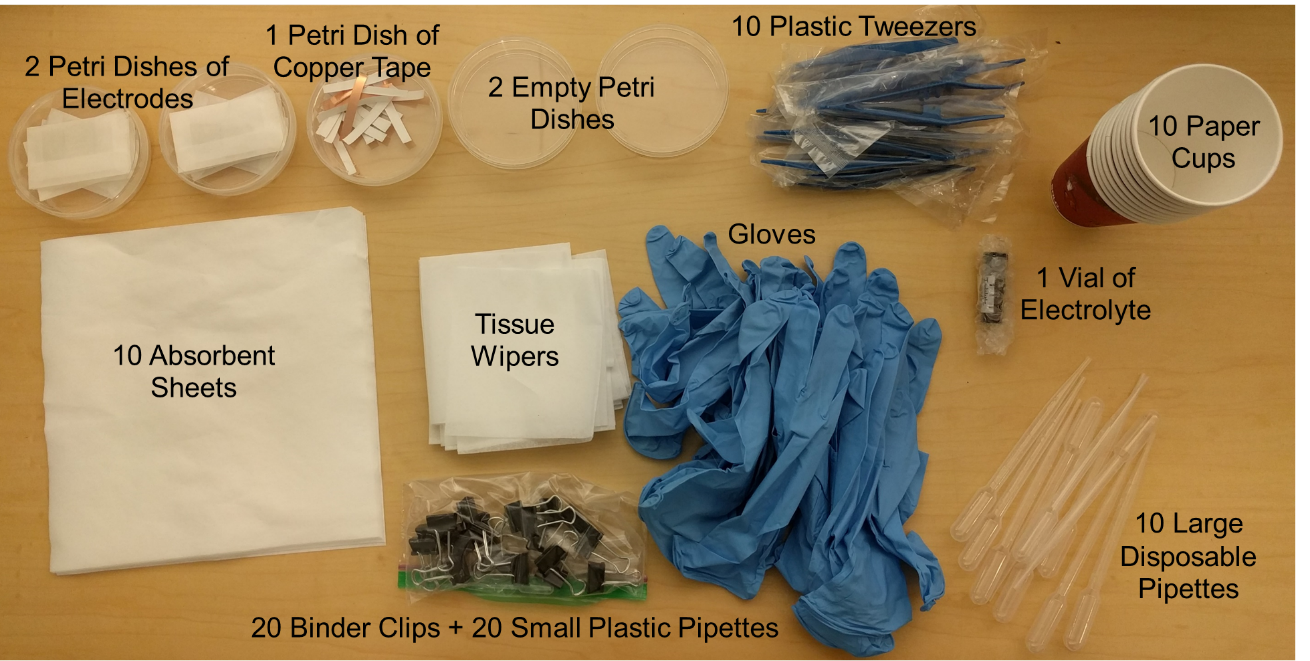 2 Petri Dishes of
Electrodes
1 Petri Dish of
Copper Tape
2 Empty Petri
Dishes
10 Plastic Tweezers
10 Paper
Cups
10 Absorbent
Sheets
Tissue
Wipers
Gloves
1 Vial of
Electrolyte
20 Binder Clips + 20 Small Plastic Pipettes
10 Large
Disposable
Pipettes